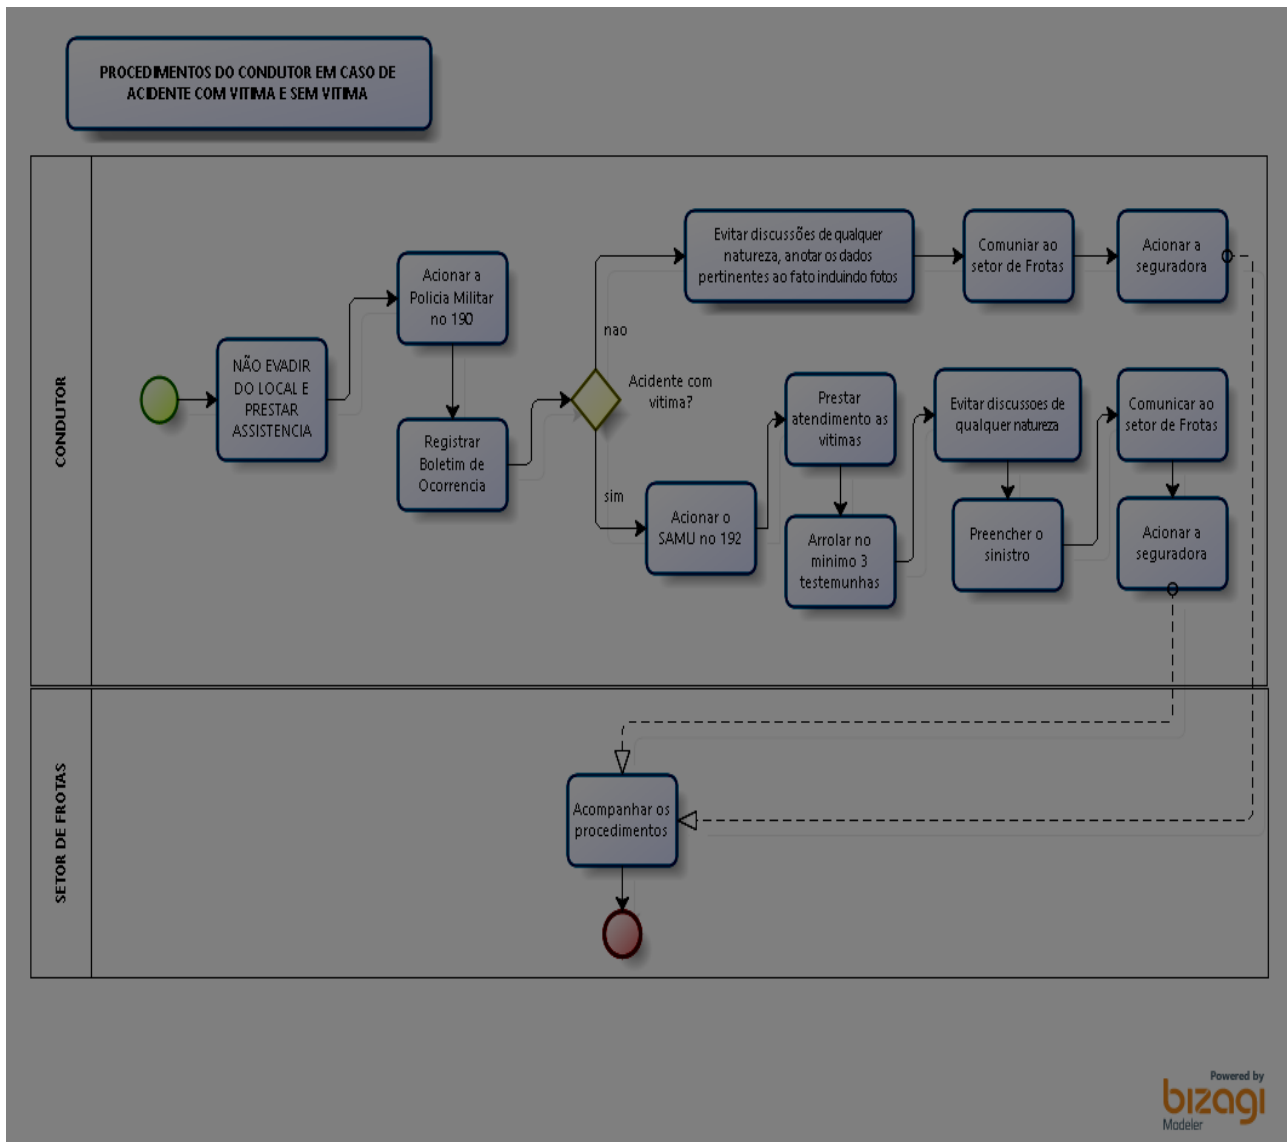 PROCEDIMENTOS DO CONDUTOR EM CASO DE
ACIDENTE COM VITIMA E SEM VITIMA
CONDUTOR
NÃO EVADIR
DO LOCAL E
PRESTAR
ASSISTENCIA
Acionar a
Policia Militar
no 190
Registrar
Boletim de
Ocorrencia
Acidente com
vitima?
nao
Evitar discussões de qualquer
natureza, anotar os dados
pertinentes ao fato incluindo fotos
Comuniar ao
setor de Frotas
Acionar a
seguradora
sim
Acionar o
SAMU no 192
Prestar
atendimento as
vitimas
Arrolar no
minimo 3
testemunhas
Evitar discussoes de
qualquer natureza
Preencher o
sinistro
Comunicar ao
setor de Frotas
Acionar a
seguradora
SETOR DE FROTAS
Acompanhar os
procedimentos
Powered by
bizagi
Modeler